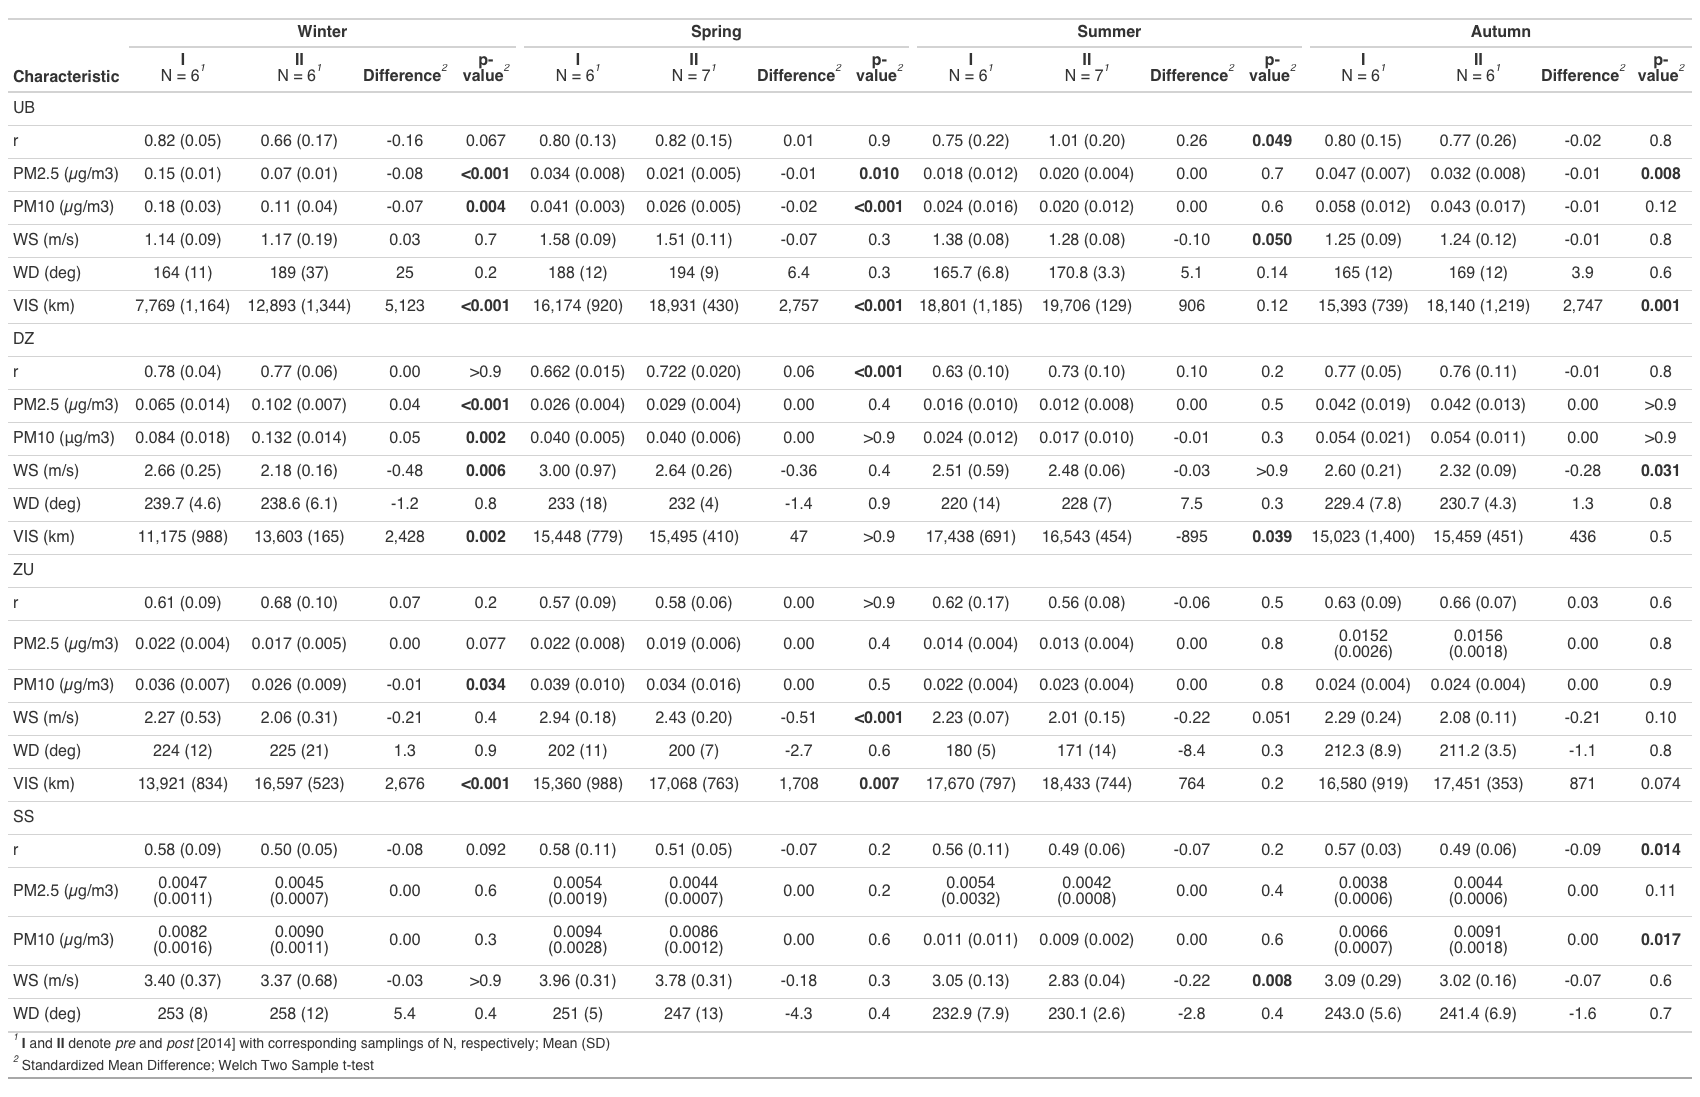 Winter Spring Summer Autumn
Characteristic I N = 6¹ II N = 6¹ Difference² p-value² I N = 6¹ II N = 7¹ Difference² p-value² I N = 6¹ II N = 7¹ Difference² p-value² I N = 6¹ II N = 6¹ Difference² p-value²
UB
r 0.82 (0.05) 0.66 (0.17) -0.16 0.067 0.80 (0.13) 0.82 (0.15) 0.01 0.9 0.75 (0.22) 1.01 (0.20) 0.26 0.049 0.80 (0.15) 0.77 (0.26) -0.02 0.8
PM2.5 (µg/m3) 0.15 (0.01) 0.07 (0.01) -0.08 <0.001 0.034 (0.008) 0.021 (0.005) -0.01 0.010 0.018 (0.012) 0.020 (0.004) 0.00 0.7 0.047 (0.007) 0.032 (0.008) -0.01 0.008
PM10 (µg/m3) 0.18 (0.03) 0.11 (0.04) -0.07 0.004 0.041 (0.003) 0.026 (0.005) -0.02 <0.001 0.024 (0.016) 0.020 (0.012) 0.00 0.6 0.058 (0.012) 0.043 (0.017) -0.01 0.12
WS (m/s) 1.14 (0.09) 1.17 (0.19) 0.03 0.7 1.58 (0.09) 1.51 (0.11) -0.07 0.3 1.38 (0.08) 1.28 (0.08) -0.10 0.050 1.25 (0.09) 1.24 (0.12) -0.01 0.8
WD (deg) 164 (11) 189 (37) 25 0.2 188 (12) 194 (9) 6.4 0.3 165.7 (6.8) 170.8 (3.3) 5.1 0.14 165 (12) 169 (12) 3.9 0.6
VIS (km) 7,769 (1,164) 12,893 (1,344) 5,123 <0.001 16,174 (920) 18,931 (430) 2,757 <0.001 18,801 (1,185) 19,706 (129) 906 0.12 15,393 (739) 18,140 (1,219) 2,747 0.001
DZ
r 0.78 (0.04) 0.77 (0.06) 0.00 >0.9 0.662 (0.015) 0.722 (0.020) 0.06 <0.001 0.63 (0.10) 0.73 (0.10) 0.10 0.2 0.77 (0.05) 0.76 (0.11) -0.01 0.8
PM2.5 (µg/m3) 0.065 (0.014) 0.102 (0.007) 0.04 <0.001 0.026 (0.004) 0.029 (0.004) 0.00 0.4 0.016 (0.010) 0.012 (0.008) 0.00 0.5 0.042 (0.019) 0.042 (0.013) 0.00 >0.9
PM10 (µg/m3) 0.084 (0.018) 0.132 (0.014) 0.05 0.002 0.040 (0.005) 0.040 (0.006) 0.00 >0.9 0.024 (0.012) 0.017 (0.010) -0.01 0.3 0.054 (0.021) 0.054 (0.011) 0.00 >0.9
WS (m/s) 2.66 (0.25) 2.18 (0.16) -0.48 0.006 3.00 (0.97) 2.64 (0.26) -0.36 0.4 2.51 (0.59) 2.48 (0.06) -0.03 >0.9 2.60 (0.21) 2.32 (0.09) -0.28 0.031
WD (deg) 239.7 (4.6) 238.6 (6.1) -1.2 0.8 233 (18) 232 (4) -1.4 0.9 220 (14) 228 (7) 7.5 0.3 229.4 (7.8) 230.7 (4.3) 1.3 0.8
VIS (km) 11,175 (988) 13,603 (165) 2,428 0.002 15,448 (779) 15,495 (410) 47 >0.9 17,438 (691) 16,543 (454) -895 0.039 15,023 (1,400) 15,459 (451) 436 0.5
ZU
r 0.61 (0.09) 0.68 (0.10) 0.07 0.2 0.57 (0.09) 0.58 (0.06) 0.00 >0.9 0.62 (0.17) 0.56 (0.08) -0.06 0.5 0.63 (0.09) 0.66 (0.07) 0.03 0.6
PM2.5 (µg/m3) 0.022 (0.004) 0.017 (0.005) 0.00 0.077 0.022 (0.008) 0.019 (0.006) 0.00 0.4 0.014 (0.004) 0.013 (0.004) 0.00 0.8 0.0152 (0.0026) 0.0156 (0.0018) 0.00 0.8
PM10 (µg/m3) 0.036 (0.007) 0.026 (0.009) -0.01 0.034 0.039 (0.010) 0.034 (0.016) 0.00 0.5 0.022 (0.004) 0.023 (0.004) 0.00 0.8 0.024 (0.004) 0.024 (0.004) 0.00 0.9
WS (m/s) 2.27 (0.53) 2.06 (0.31) -0.21 0.4 2.94 (0.18) 2.43 (0.20) -0.51 <0.001 2.23 (0.07) 2.01 (0.15) -0.22 0.051 2.29 (0.24) 2.08 (0.11) -0.21 0.10
WD (deg) 224 (12) 225 (21) 1.3 0.9 202 (11) 200 (7) -2.7 0.6 180 (5) 171 (14) -8.4 0.3 212.3 (8.9) 211.2 (3.5) -1.1 0.8
VIS (km) 13,921 (834) 16,597 (523) 2,676 <0.001 15,360 (988) 17,068 (763) 1,708 0.007 17,670 (797) 18,433 (744) 764 0.2 16,580 (919) 17,451 (353) 871 0.074
SS
r 0.58 (0.09) 0.50 (0.05) -0.08 0.092 0.58 (0.11) 0.51 (0.05) -0.07 0.2 0.56 (0.11) 0.49 (0.06) -0.07 0.2 0.57 (0.03) 0.49 (0.06) -0.09 0.014
PM2.5 (µg/m3) 0.0047 (0.0011) 0.0045 (0.0007) 0.00 0.6 0.0054 (0.0019) 0.0044 (0.0007) 0.00 0.2 0.0054 (0.0032) 0.0042 (0.0008) 0.00 0.4 0.0038 (0.0006) 0.0044 (0.0006) 0.00 0.11
PM10 (µg/m3) 0.0082 (0.0016) 0.0090 (0.0011) 0.00 0.3 0.0094 (0.0028) 0.0086 (0.0012) 0.00 0.6 0.011 (0.011) 0.009 (0.002) 0.00 0.6 0.0066 (0.0007) 0.0091 (0.0018) 0.00 0.017
WS (m/s) 3.40 (0.37) 3.37 (0.68) -0.03 >0.9 3.96 (0.31) 3.78 (0.31) -0.18 0.3 3.05 (0.13) 2.83 (0.04) -0.22 0.008 3.09 (0.29) 3.02 (0.16) -0.07 0.6
WD (deg) 253 (8) 258 (12) 5.4 0.4 251 (5) 247 (13) -4.3 0.4 232.9 (7.9) 230.1 (2.6) -2.8 0.4 243.0 (5.6) 241.4 (6.9) -1.6 0.7
¹ I and II denote pre and post [2014] with corresponding samplings of N, respectively; Mean (SD)
² Standardized Mean Difference; Welch Two Sample t-test